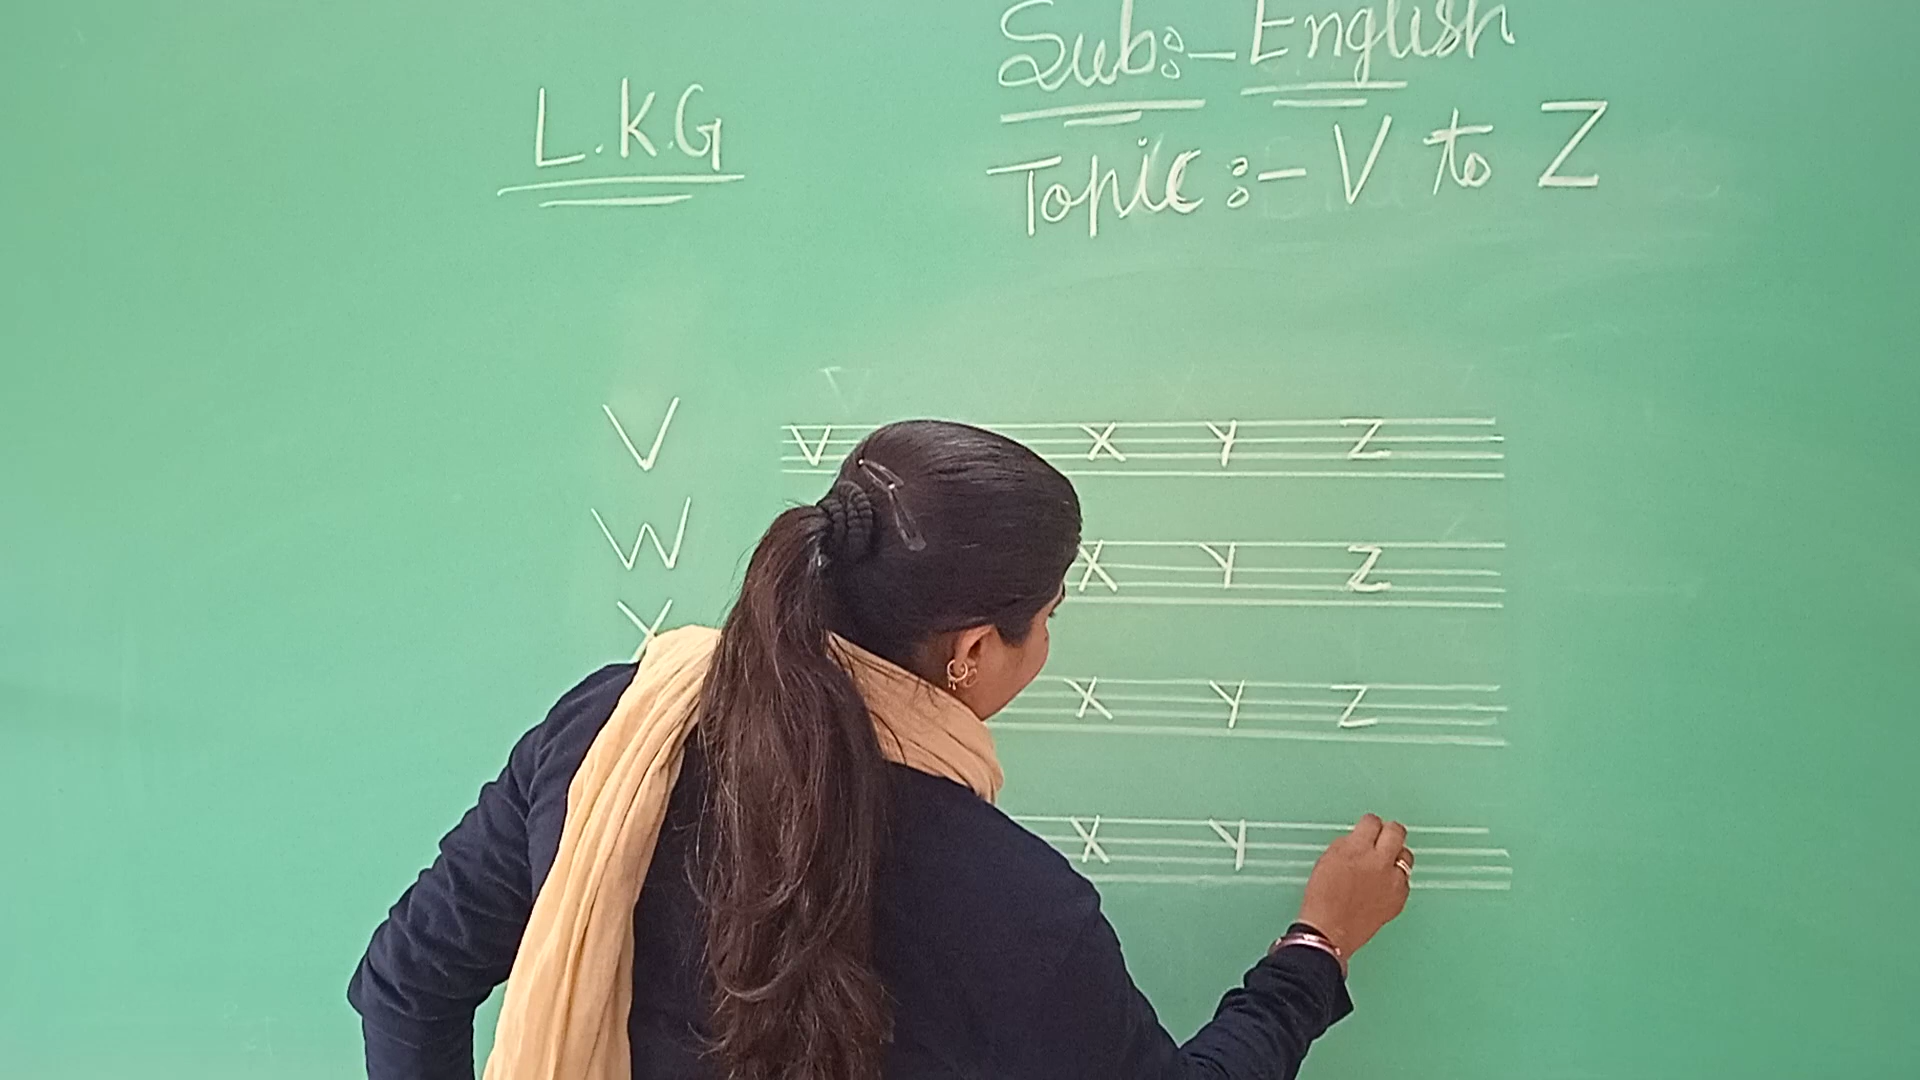 L.K.G
Sub:- English
Topic :- V to Z
V
W
X
V X Y Z
X Y Z
X Y Z
X Y